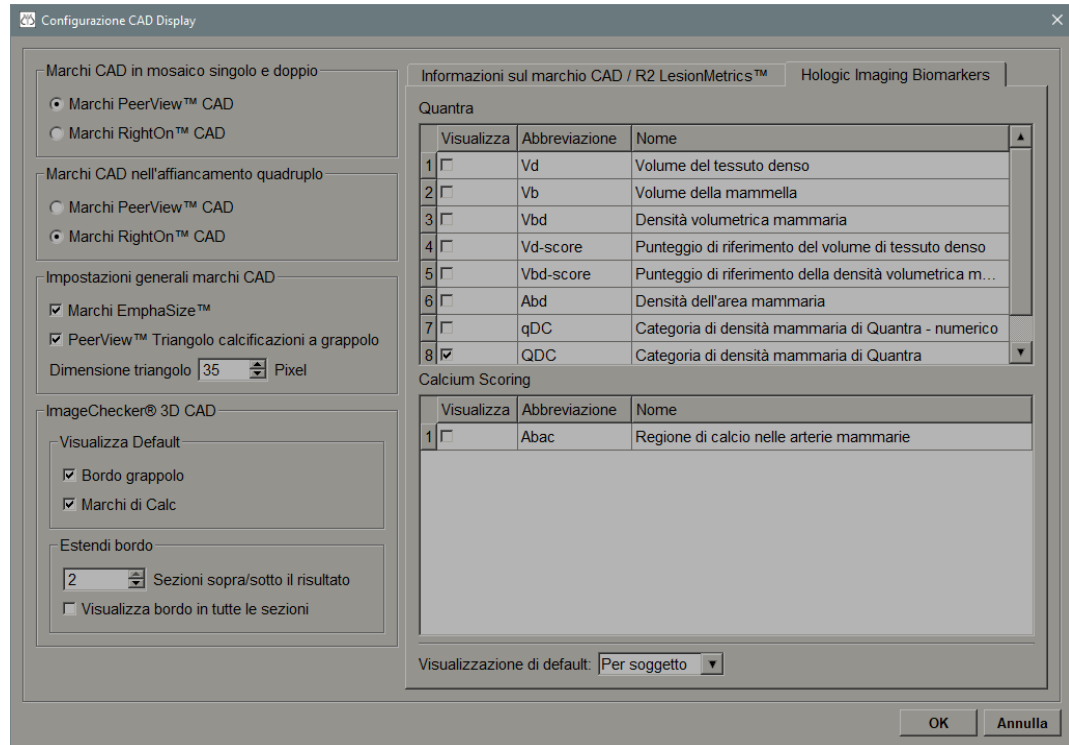 Configurazione CAD Display
Marchi CAD in mosaico singolo e doppio
Marchi PeerView™ CAD
Marchi RightOn™ CAD
Marchi CAD nell'affiancamento quadruplo
Marchi PeerView™ CAD
Marchi RightOn™ CAD
Impostazioni generali marchi CAD
Marchi EmphaSize™
PeerView™ Triangolo calcificazioni a grappolo
Dimensione triangolo 35 Pixel
ImageChecker® 3D CAD
Visualizza Default
Bordo grappolo
Marchi di Calc
Estendi bordo
2 Sezioni sopra/sotto il risultato
Visualizza bordo in tutte le sezioni
Informazioni sul marchio CAD / R2 LesionMetrics™ Hologic Imaging Biomarkers
Quantra
Visualizza Abbreviazione Nome
1 Vd Volume del tessuto denso
2 Vb Volume della mammella
3 Vbd Densità volumetrica mammaria
4 Vd-score Punteggio di riferimento del volume di tessuto denso
5 Vbd-score Punteggio di riferimento della densità volumetrica m...
6 Abd Densità dell'area mammaria
7 qDC Categoria di densità mammaria di Quantra - numerico
8 QDC Categoria di densità mammaria di Quantra
Calcium Scoring
Visualizza Abbreviazione Nome
1 Abac Regione di calcio nelle arterie mammarie
Visualizzazione di default: Per soggetto
OK Annulla